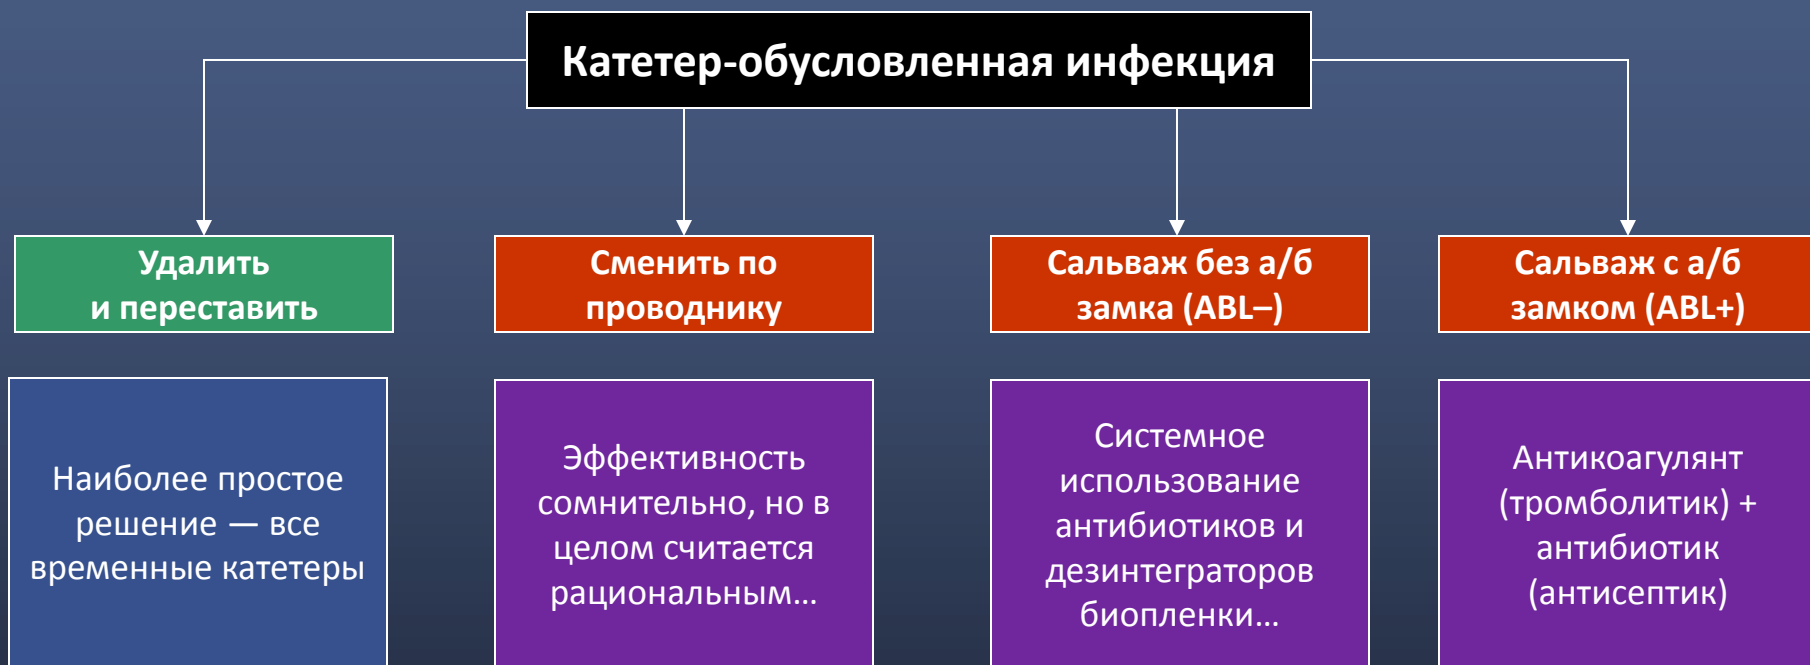 Катетер-обусловленная инфекция
Удалить
и переставить
Сменить по
проводнику
Сальваж без а/б
замка (ABL–)
Сальваж с а/б
замком (ABL+)
Наиболее простое
решение — все
временные катетеры
Эффективность
сомнительно, но в
целом считается
рациональным…
Системное
использование
антибиотиков и
дезинтеграторов
биопленки…
Антикоагулянт
(тромболитик) +
антибиотик
(антисептик)